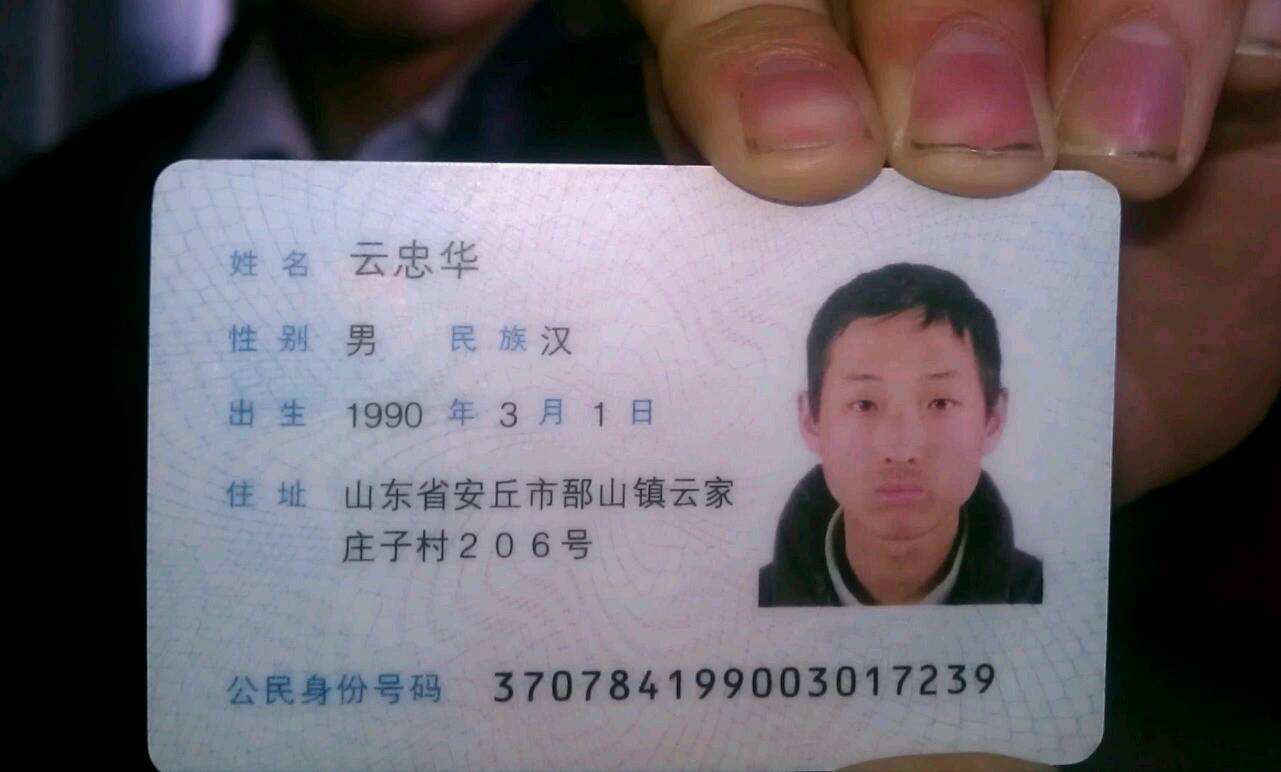 姓名 云忠华
性别 男 民族 汉
出生 1990 年 3 月 1 日
住址 山东省安丘市郚山镇云家
庄子村206号
公民身份号码 370784199003017239